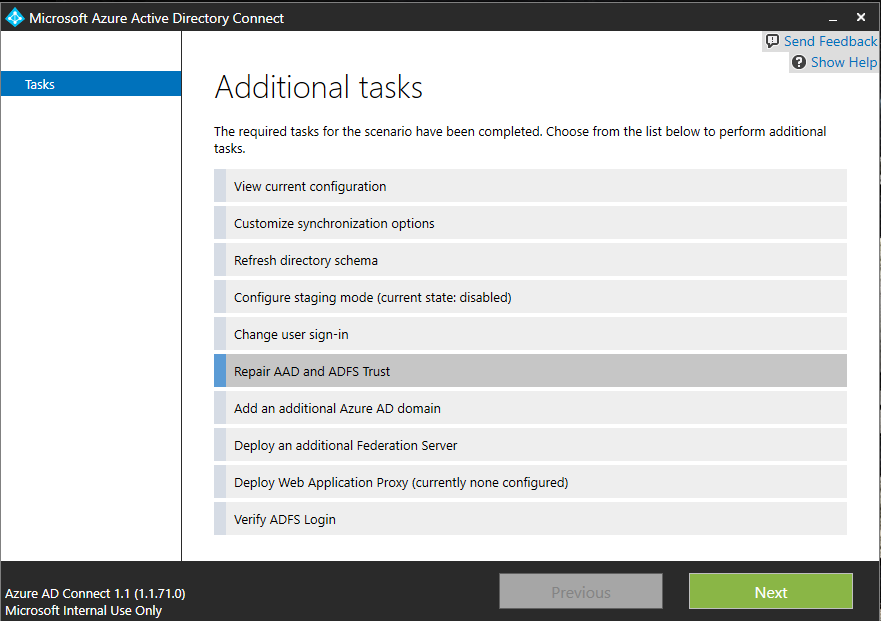 Microsoft Azure Active Directory Connect
Send Feedback
Show Help
Tasks
Additional tasks
The required tasks for the scenario have been completed. Choose from the list below to perform additional
tasks.
View current configuration
Customize synchronization options
Refresh directory schema
Configure staging mode (current state: disabled)
Change user sign-in
Repair AAD and ADFS Trust
Add an additional Azure AD domain
Deploy an additional Federation Server
Deploy Web Application Proxy (currently none configured)
Verify ADFS Login
Azure AD Connect 1.1 (1.1.71.0)
Microsoft Internal Use Only
Previous
Next